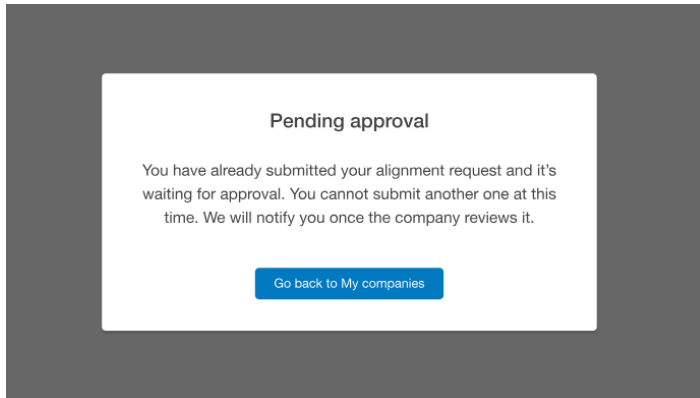 Pending approval
You have already submitted your alignment request and it’s
waiting for approval. You cannot submit another one at this
time. We will notify you once the company reviews it.
Go back to My companies